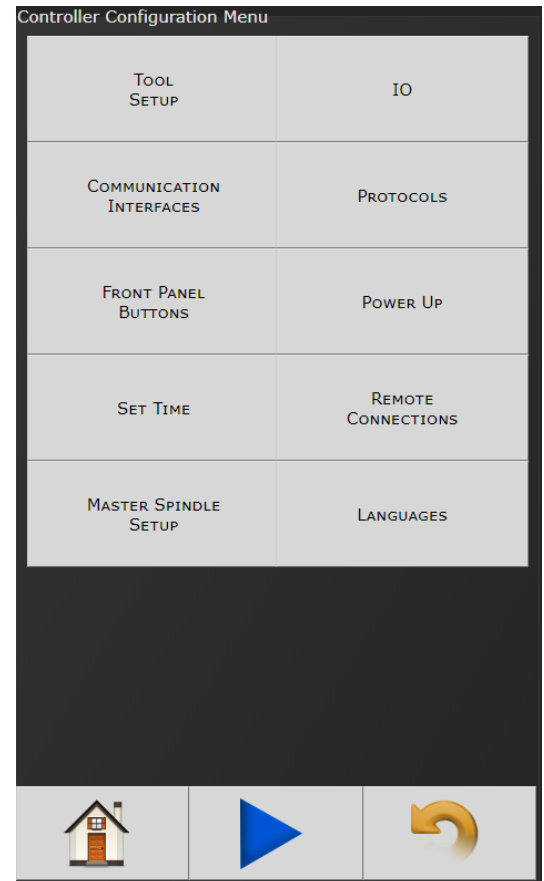 Controller Configuration Menu
Tool
Setup
IO
Communication
Interfaces
Protocols
Front Panel
Buttons
Power Up
Set Time
Remote
Connections
Master Spindle
Setup
Languages